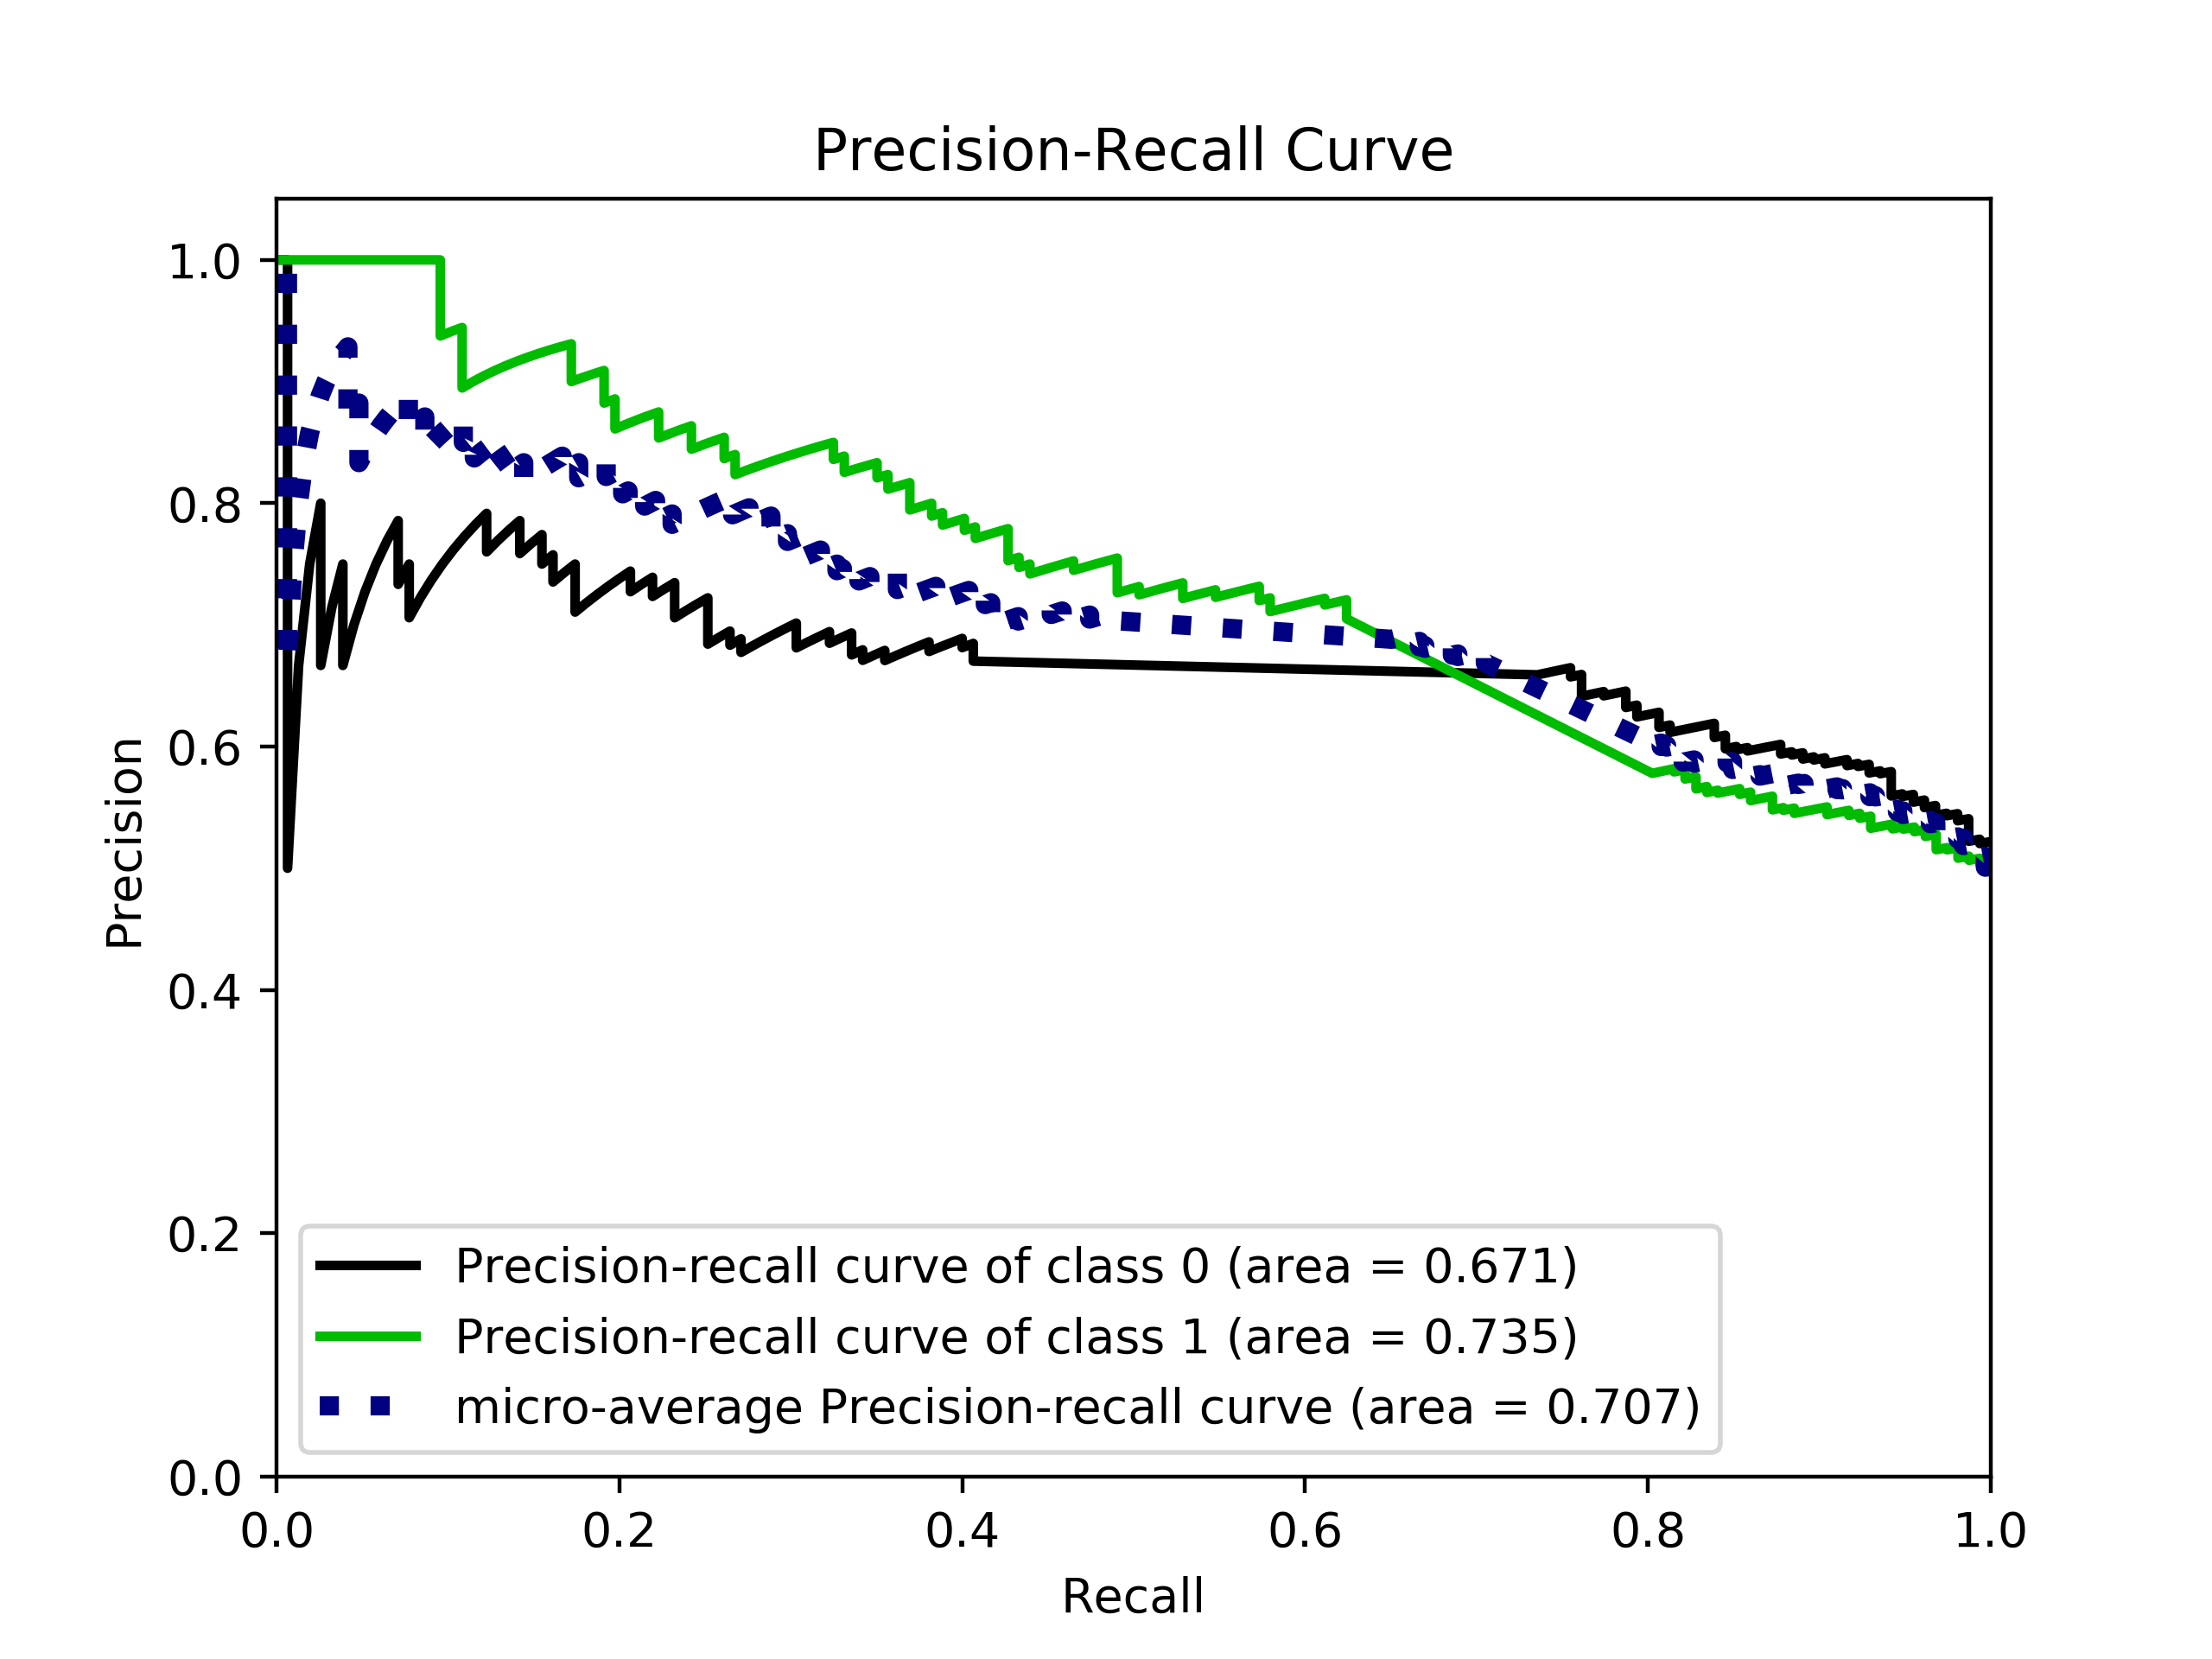 Precision-Recall Curve
1.0
0.8
0.6
0.4
0.2
0.0
Precision
Precision-recall curve of class 0 (area = 0.671)
Precision-recall curve of class 1 (area = 0.735)
micro-average Precision-recall curve (area = 0.707)
0.0 0.2 0.4 0.6 0.8 1.0
Recall